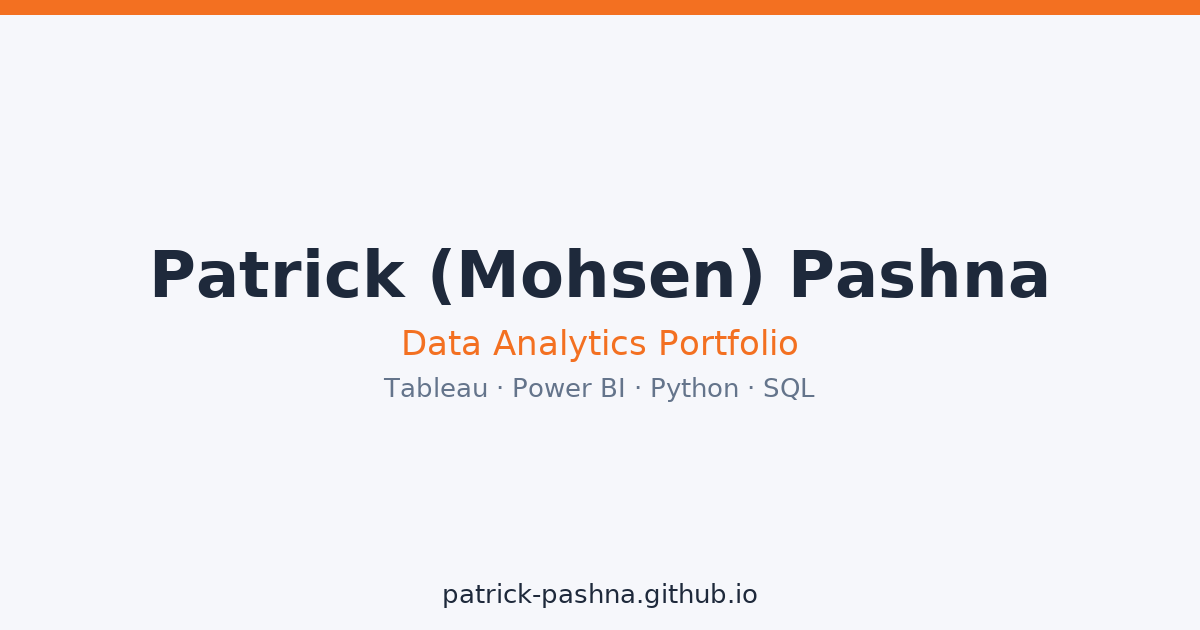 Patrick (Mohsen) Pashna
Data Analytics Portfolio
Tableau · Power BI · Python · SQL
patrick-pashna.github.io